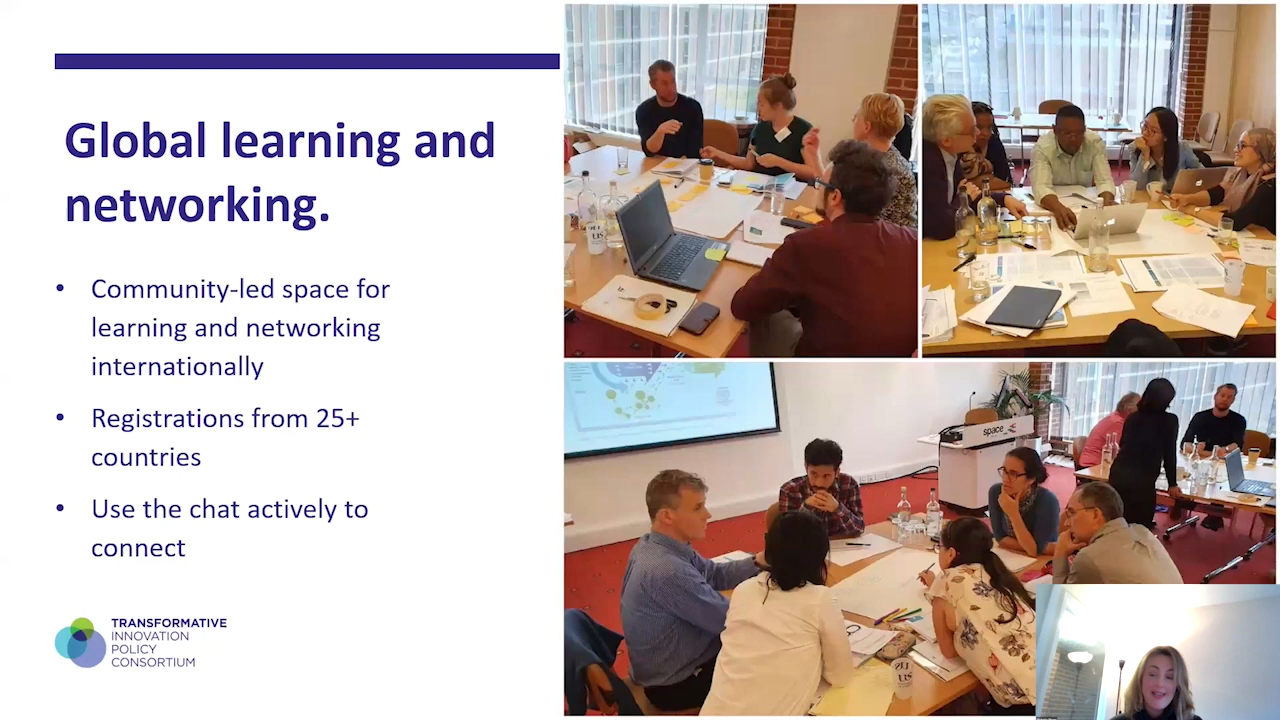 Global learning and
networking.
• Community-led space for
learning and networking
internationally
• Registrations from 25+
countries
• Use the chat actively to
connect
TRANSFORMATIVE
INNOVATION
POLICY
CONSORTIUM
space